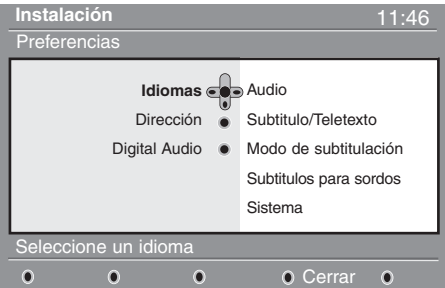 Instalación 11:46
Preferencias
Idiomas Audio
Dirección Subtitulo/Teletexto
Digital Audio Modo de subtitulación
Subtitulos para sordos
Sistema
Seleccione un idioma
Cerrar